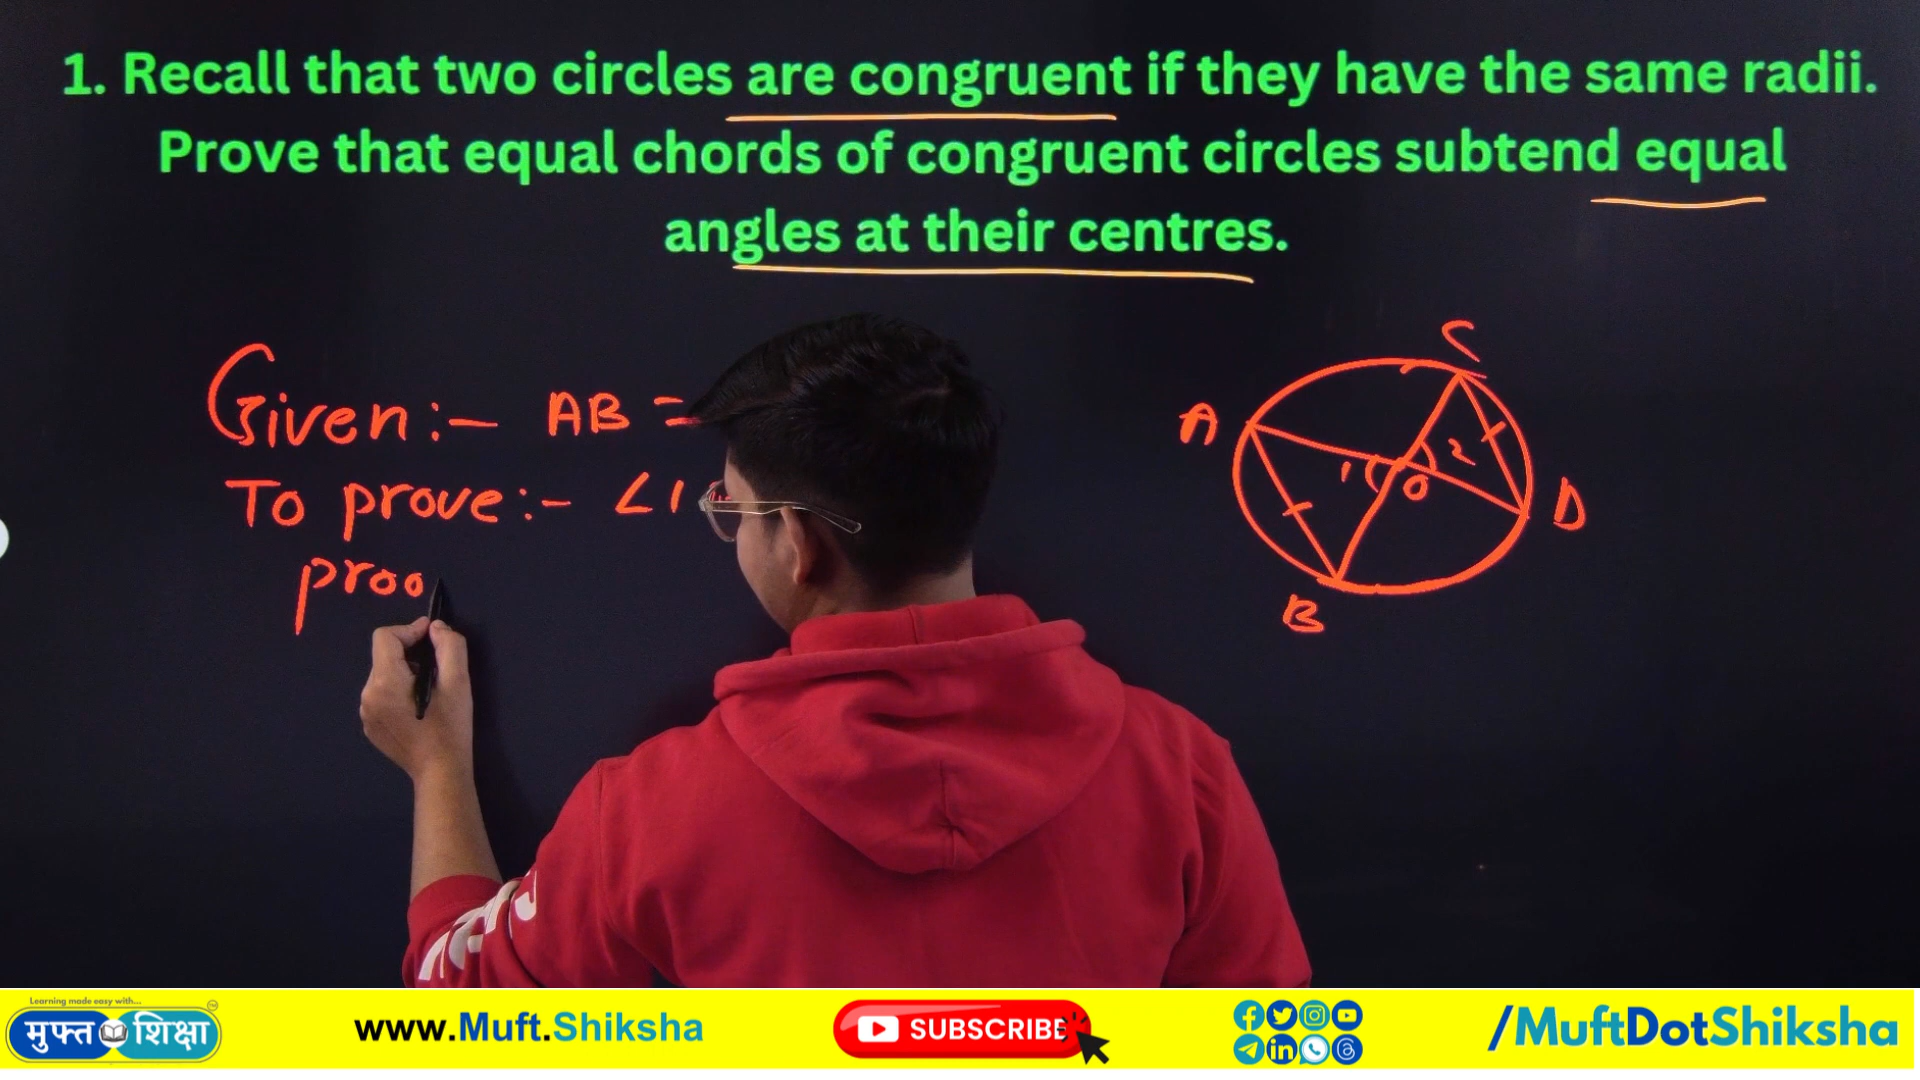 1. Recall that two circles are congruent if they have the same radii.
Prove that equal chords of congruent circles subtend equal
angles at their centres.
Given:- AB =
To prove:- ∠1
proo
C
A
1
2
O
D
B
Learning made easy with...
TM
मुफ्त शिक्षा
www.Muft.Shiksha
SUBSCRIBE
/MuftDotShiksha